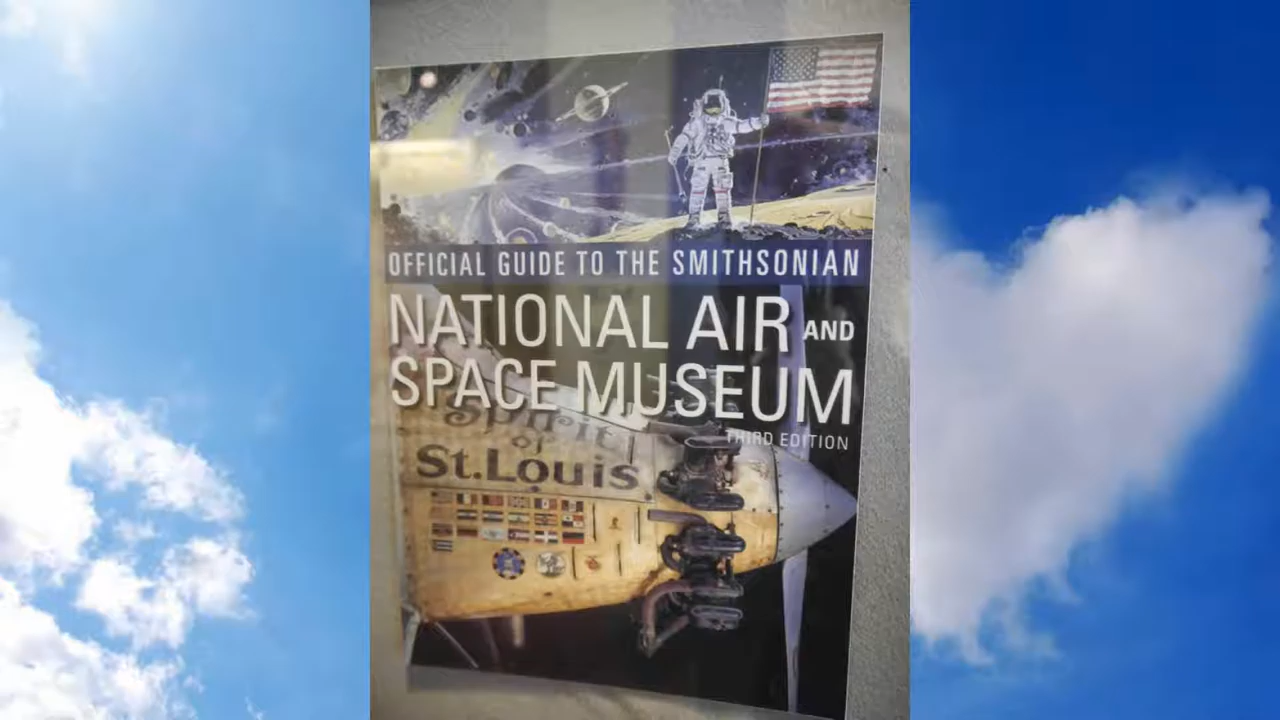 OFFICIAL GUIDE TO THE SMITHSONIAN
NATIONAL AIR AND
SPACE MUSEUM
THIRD EDITION
Spirit
of
St.Louis